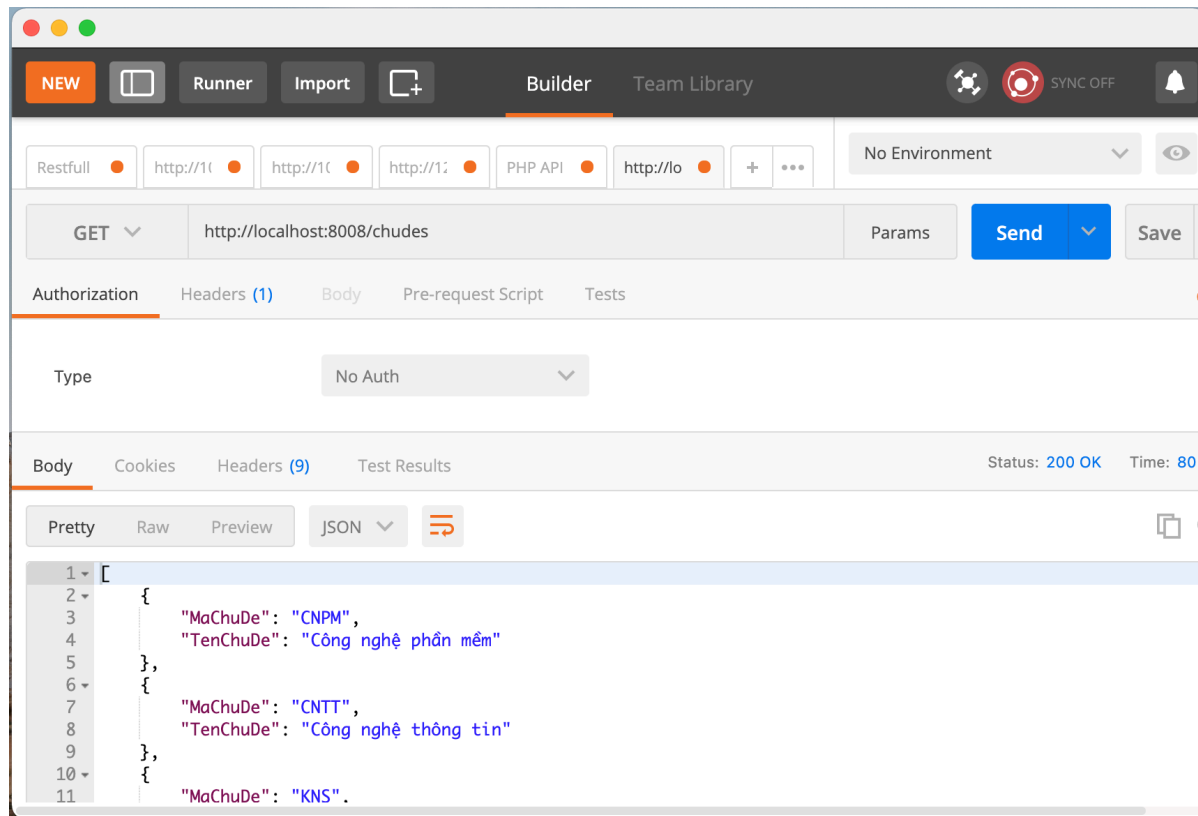 NEW Runner Import Builder Team Library SYNC OFF
Restfull http://1( http://1( http://12 PHP API http://lo + ••• No Environment
GET http://localhost:8008/chudes Params Send Save
Authorization Headers (1) Body Pre-request Script Tests
Type No Auth
Body Cookies Headers (9) Test Results Status: 200 OK Time: 80
Pretty Raw Preview JSON
1 [
2 {
3 "MaChuDe": "CNPM",
4 "TenChuDe": "Công nghệ phần mềm"
5 },
6 {
7 "MaChuDe": "CNTT",
8 "TenChuDe": "Công nghệ thông tin"
9 },
10 {
11 "MaChuDe": "KNS",